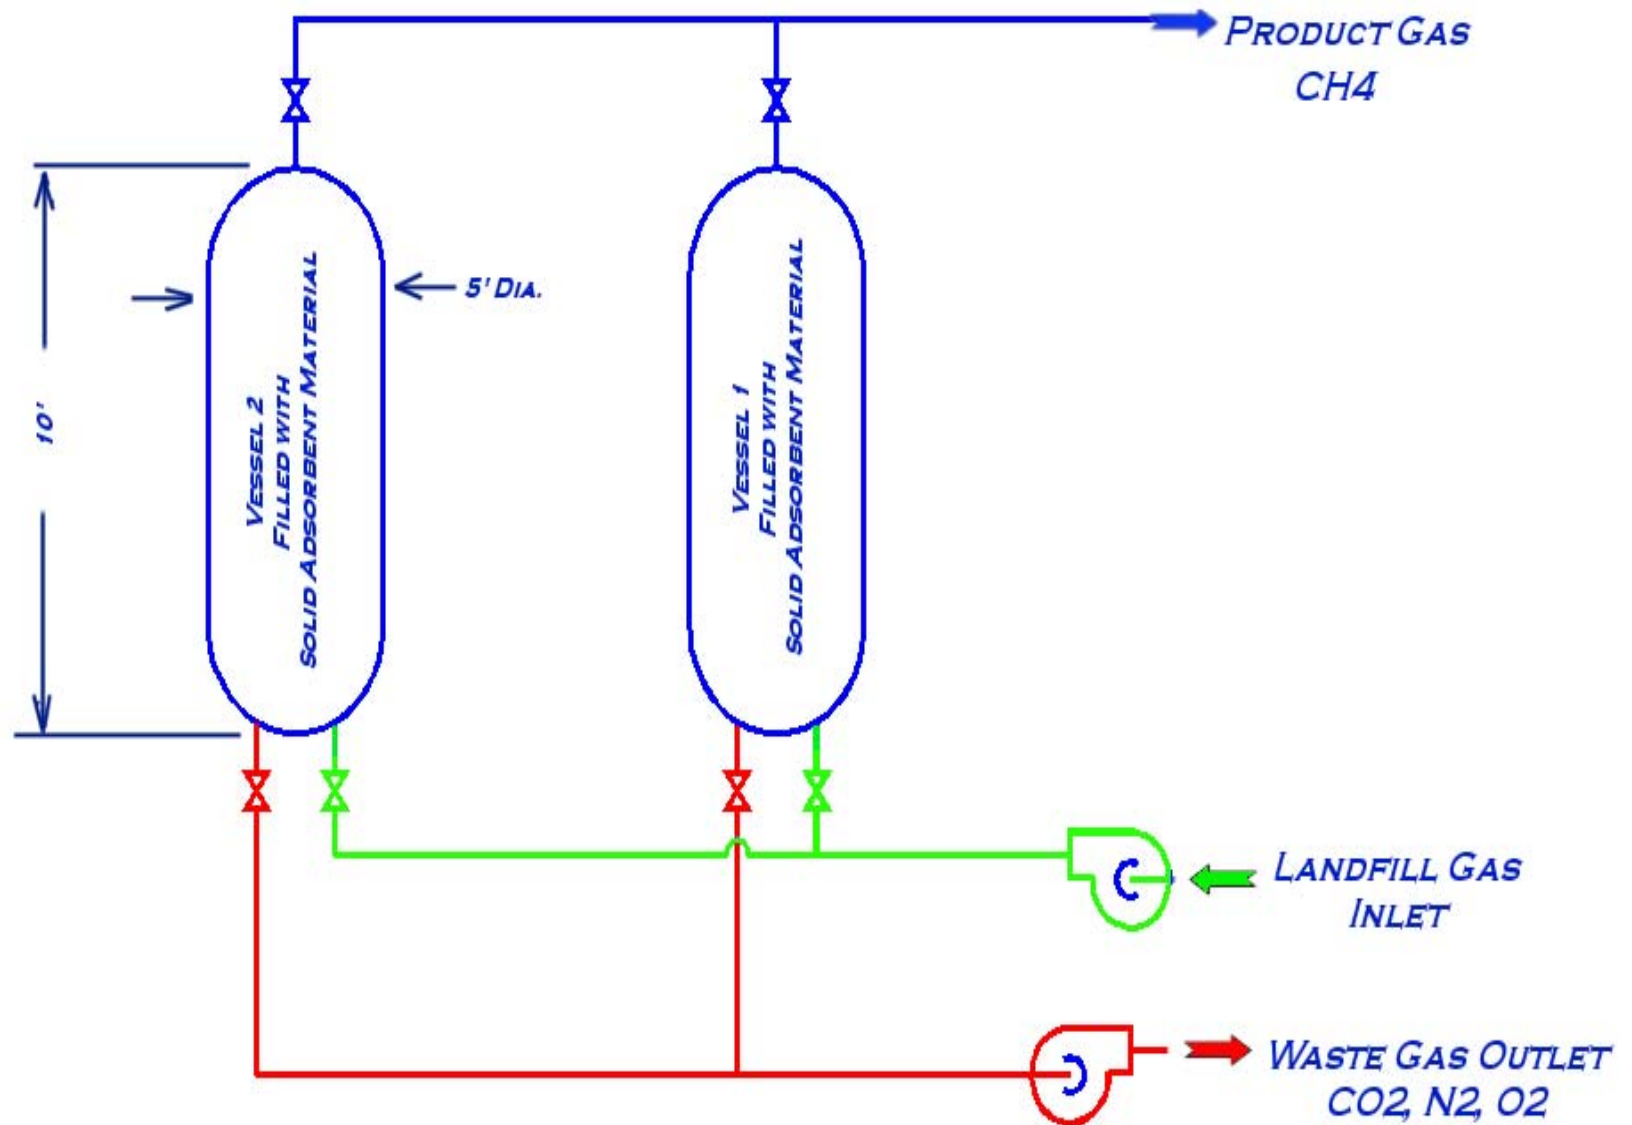 PRODUCT GAS
CH4
5' DIA.
10'
VESSEL 2
FILLED WITH
SOLID ADSORBENT MATERIAL
VESSEL 1
FILLED WITH
SOLID ADSORBENT MATERIAL
LANDFILL GAS
INLET
WASTE GAS OUTLET
CO2, N2, O2